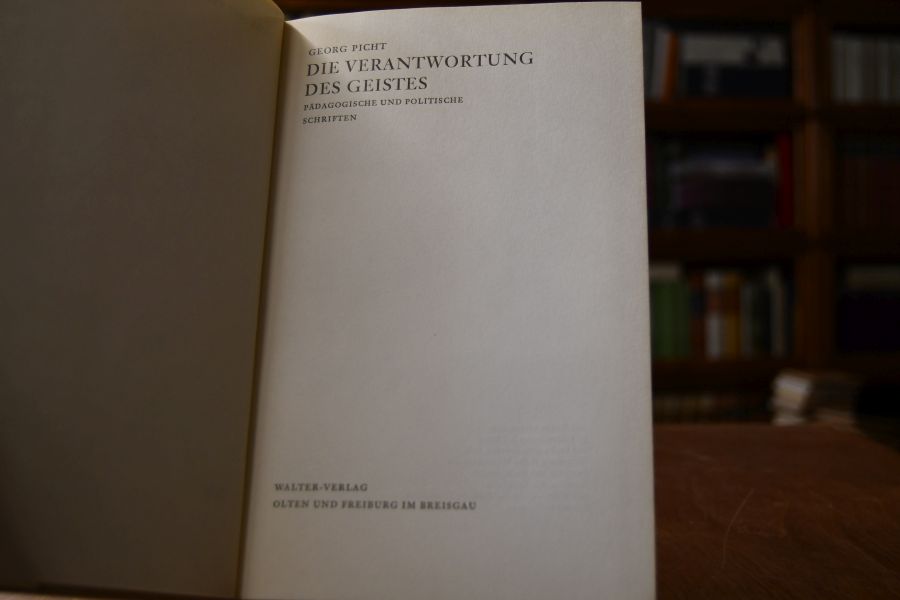 GEORG PICHT
DIE VERANTWORTUNG
DES GEISTES
PÄDAGOGISCHE UND POLITISCHE
SCHRIFTEN
WALTER-VERLAG
OLTEN UND FREIBURG IM BREISGAU